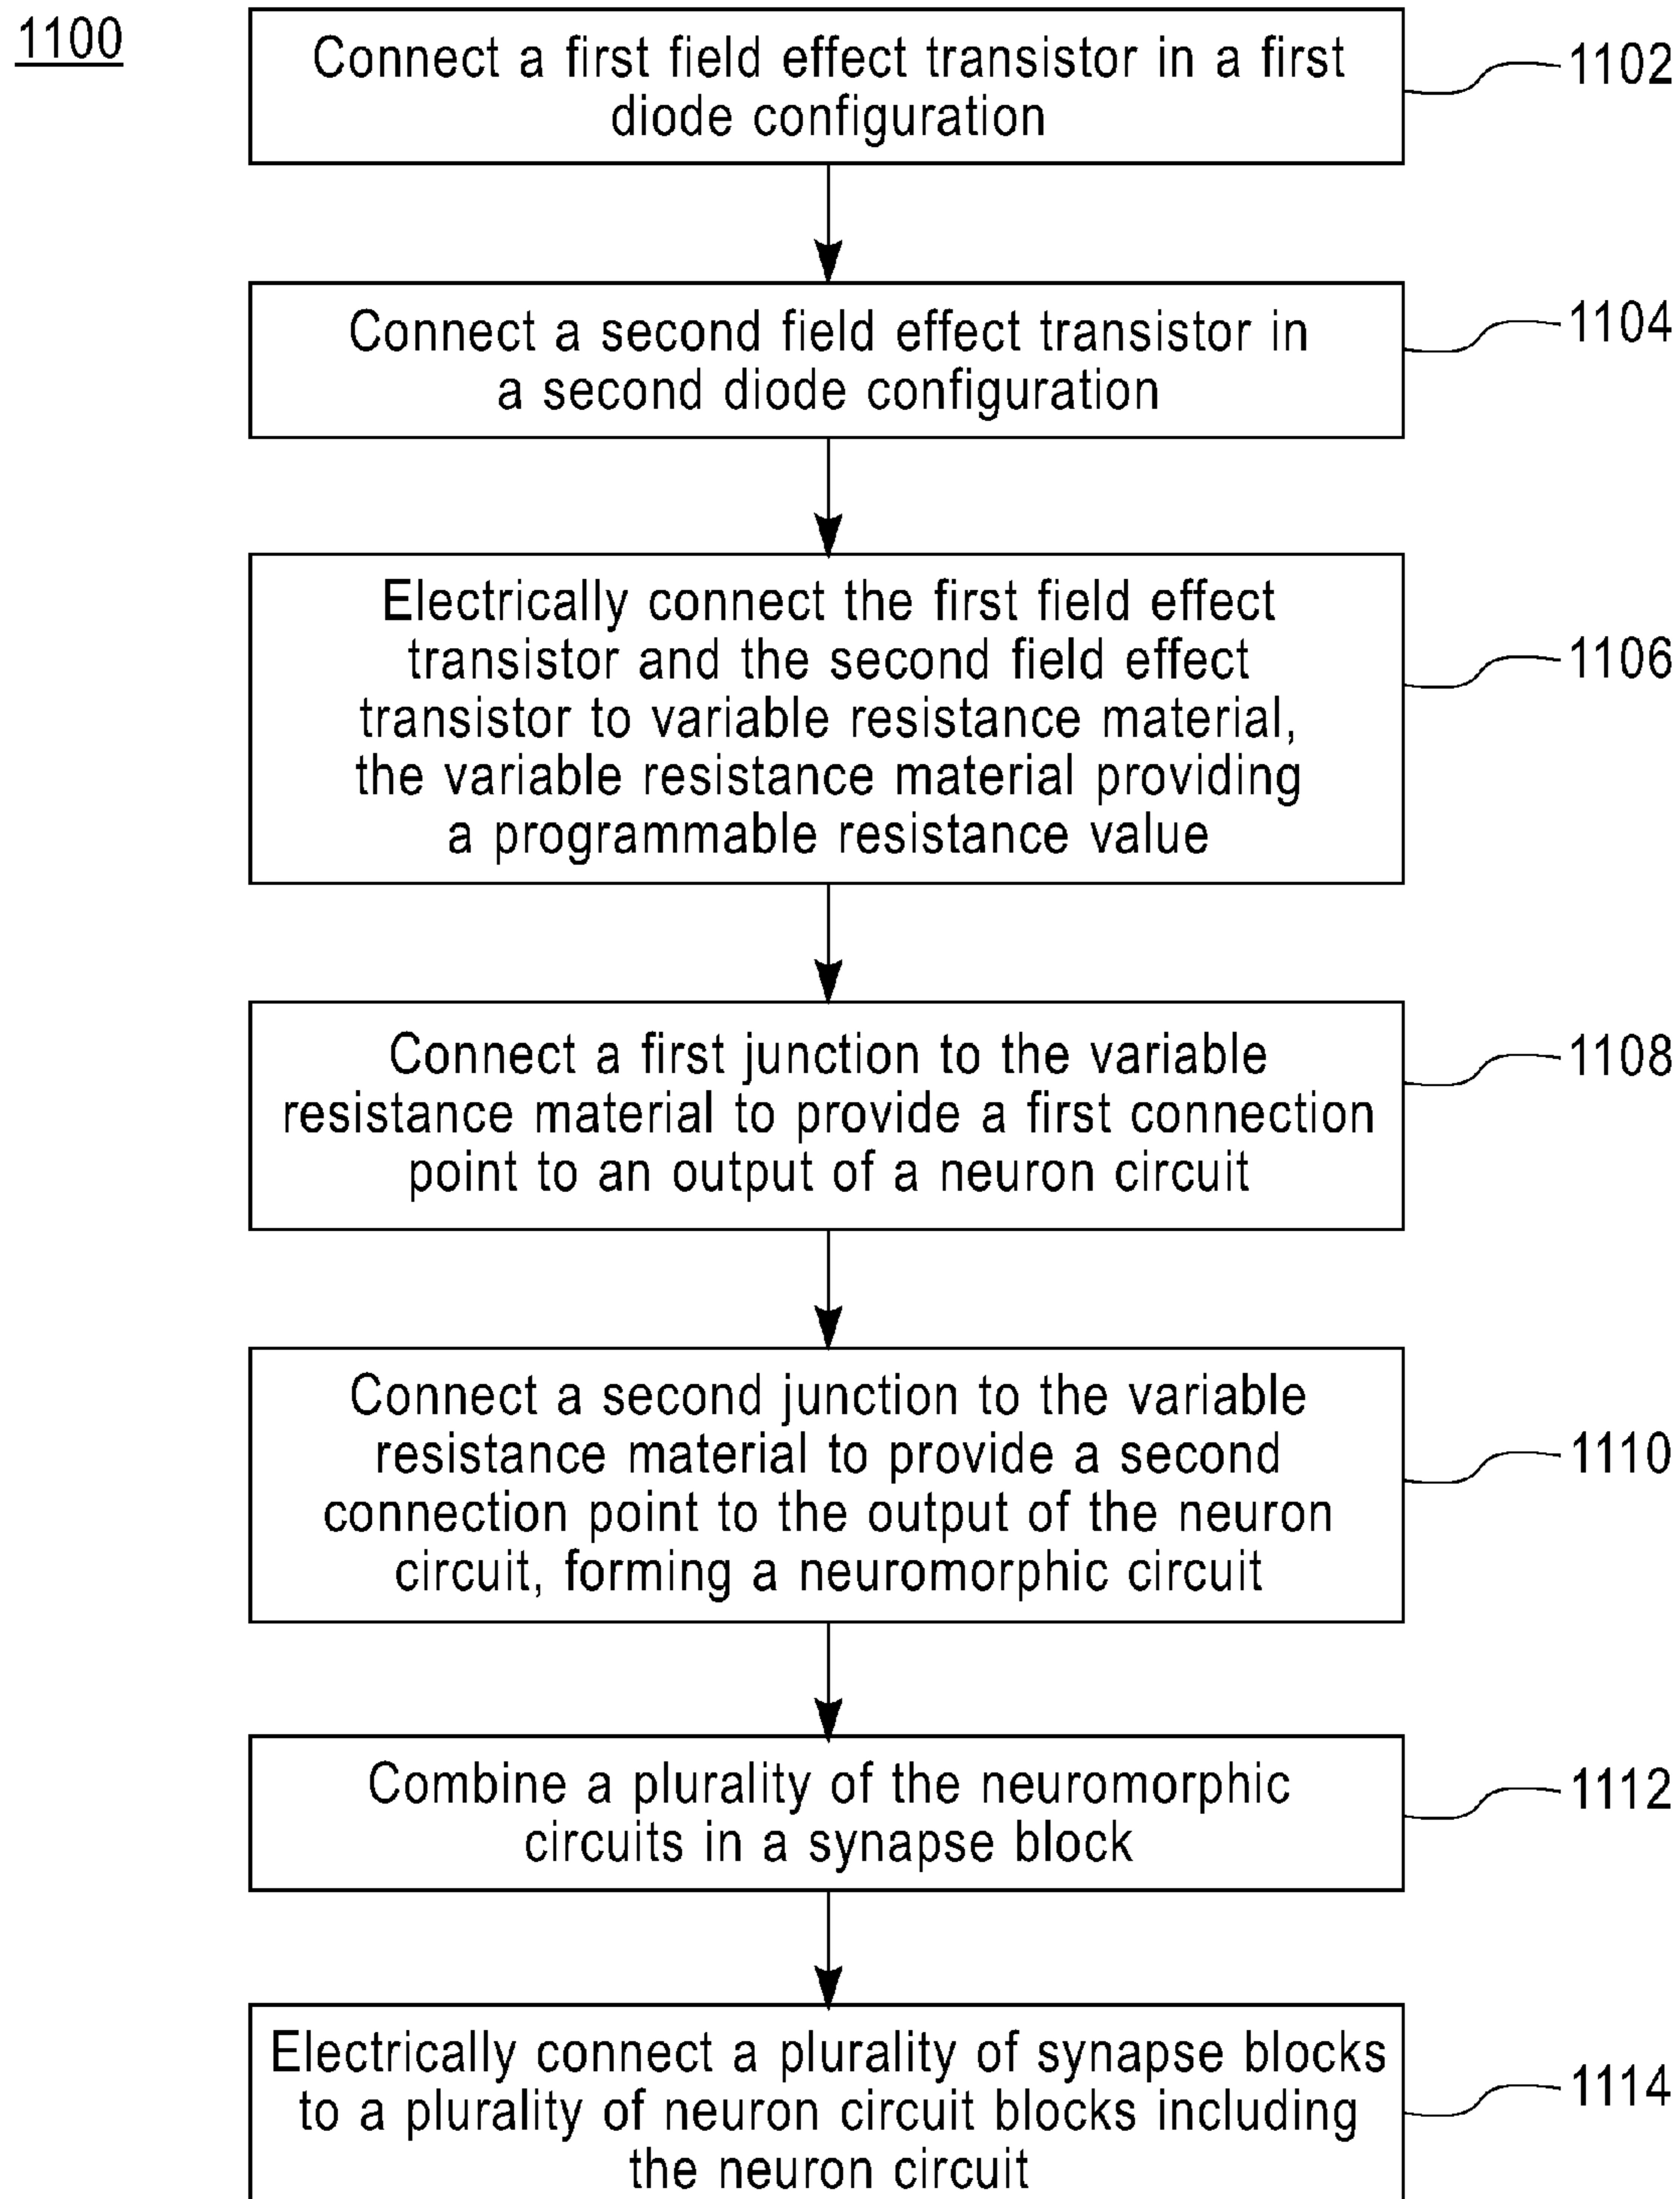 1100
Connect a first field effect transistor in a first
diode configuration
1102
Connect a second field effect transistor in
a second diode configuration
1104
Electrically connect the first field effect
transistor and the second field effect
transistor to variable resistance material,
the variable resistance material providing
a programmable resistance value
1106
Connect a first junction to the variable
resistance material to provide a first connection
point to an output of a neuron circuit
1108
Connect a second junction to the variable
resistance material to provide a second
connection point to the output of the neuron
circuit, forming a neuromorphic circuit
1110
Combine a plurality of the neuromorphic
circuits in a synapse block
1112
Electrically connect a plurality of synapse blocks
to a plurality of neuron circuit blocks including
the neuron circuit
1114